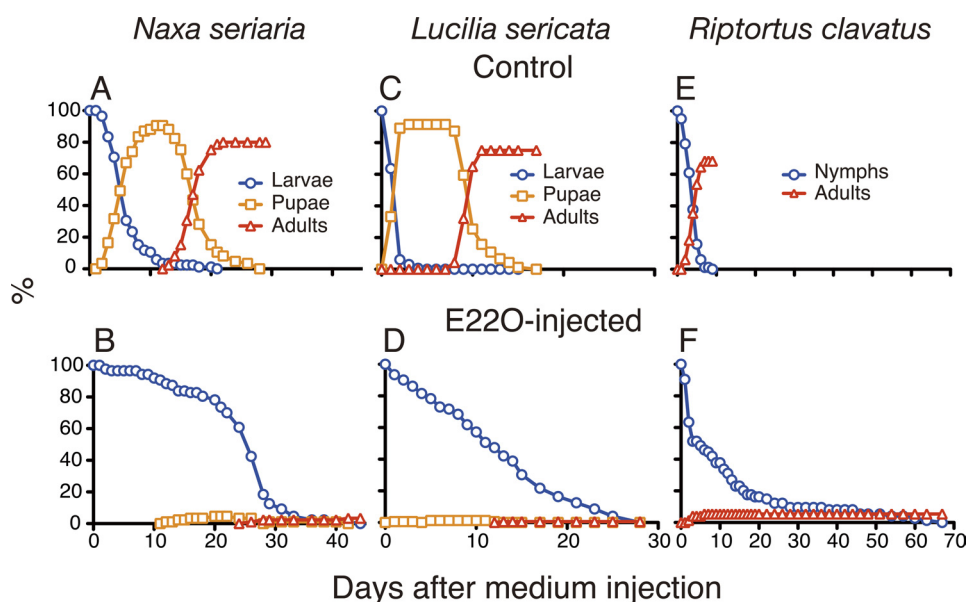 Naxa seriaria
Lucilia sericata
Riptortus clavatus
Control
A
C
E
100
80
60
40
20
0
Larvae
Pupae
Adults
Larvae
Pupae
Adults
Nymphs
Adults
%
E22O-injected
B
D
F
100
80
60
40
20
0
0 10 20 30 40
0 10 20 30
0 10 20 30 40 50 60 70
Days after medium injection